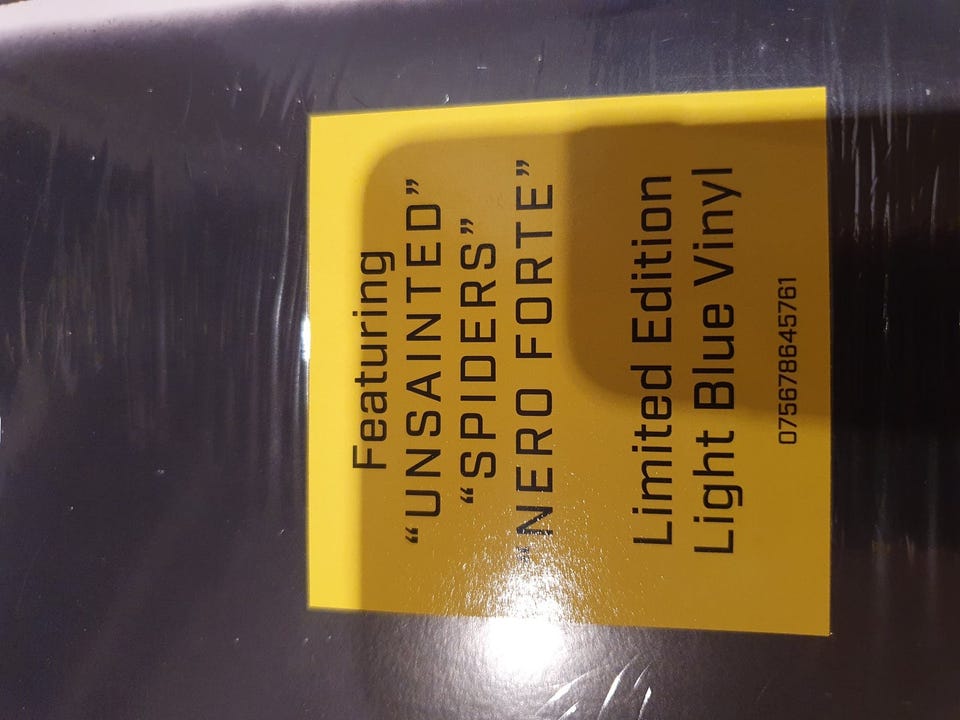 Featuring
“UNSAINTED”
“SPIDERS”
“NERO FORTE”
Limited Edition
Light Blue Vinyl
075678645761